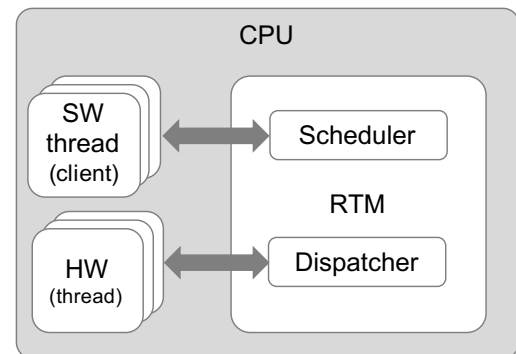 CPU
SW
thread
(client)
Scheduler
RTM
HW
(thread)
Dispatcher